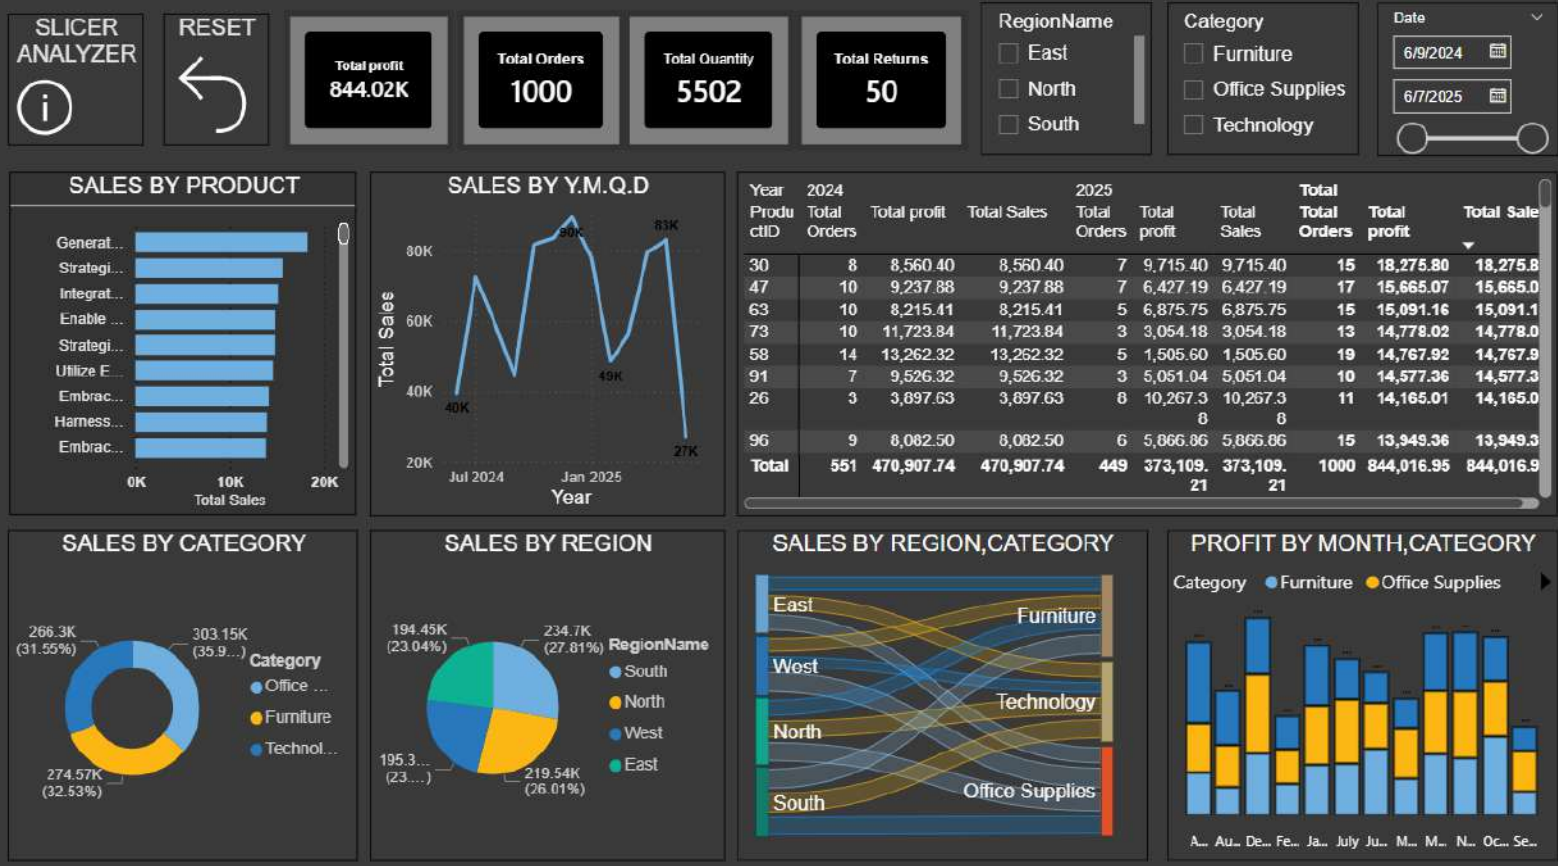 SLICER
ANALYZER
RESET
Total profit
844.02K
Total Orders
1000
Total Quantity
5502
Total Returns
50
RegionName
East
North
South
Category
Furniture
Office Supplies
Technology
Date
6/9/2024
6/7/2025
SALES BY PRODUCT
Generat...
Strategi...
Integrat...
Enable ...
Strategi...
Utilize E...
Embrac...
Harness...
Embrac...
0K 10K 20K
Total Sales
SALES BY Y.M.Q.D
Total Sales
80K
60K
40K
20K
40K
90K
49K
83K
27K
Jul 2024 Jan 2025
Year
Year 2024 2025 Total
Produ Total Total profit Total Sales Total Total Total Total Total Total Sale
ctID Orders Orders profit Sales Orders profit
30 8 8,560.40 8,560.40 7 9,715.40 9,715.40 15 18,275.80 18,275.8
47 10 9,237.88 9,237.88 7 6,427.19 6,427.19 17 15,665.07 15,665.0
63 10 8,215.41 8,215.41 5 6,875.75 6,875.75 15 15,091.16 15,091.1
73 10 11,723.84 11,723.84 3 3,054.18 3,054.18 13 14,778.02 14,778.0
58 14 13,262.32 13,262.32 5 1,505.60 1,505.60 19 14,767.92 14,767.9
91 7 9,526.32 9,526.32 3 5,051.04 5,051.04 10 14,577.36 14,577.3
26 3 3,897.63 3,897.63 8 10,267.3 10,267.3 11 14,165.01 14,165.0
8 8
96 9 8,082.50 8,082.50 6 5,866.86 5,866.86 15 13,949.36 13,949.3
Total 551 470,907.74 470,907.74 449 373,109. 373,109. 1000 844,016.95 844,016.9
21 21
SALES BY CATEGORY
266.3K
(31.55%)
303.15K
(35.9...)
274.57K
(32.53%)
Category
Office ...
Furniture
Technol...
SALES BY REGION
194.45K
(23.04%)
234.7K
(27.81%)
195.3...
(23....)
219.54K
(26.01%)
RegionName
South
North
West
East
SALES BY REGION,CATEGORY
East
West
North
South
Furniture
Technology
Office Supplies
PROFIT BY MONTH,CATEGORY
Category Furniture Office Supplies
A... Au... De... Fe... Ja... July Ju... M... M... N... Oc... Se...